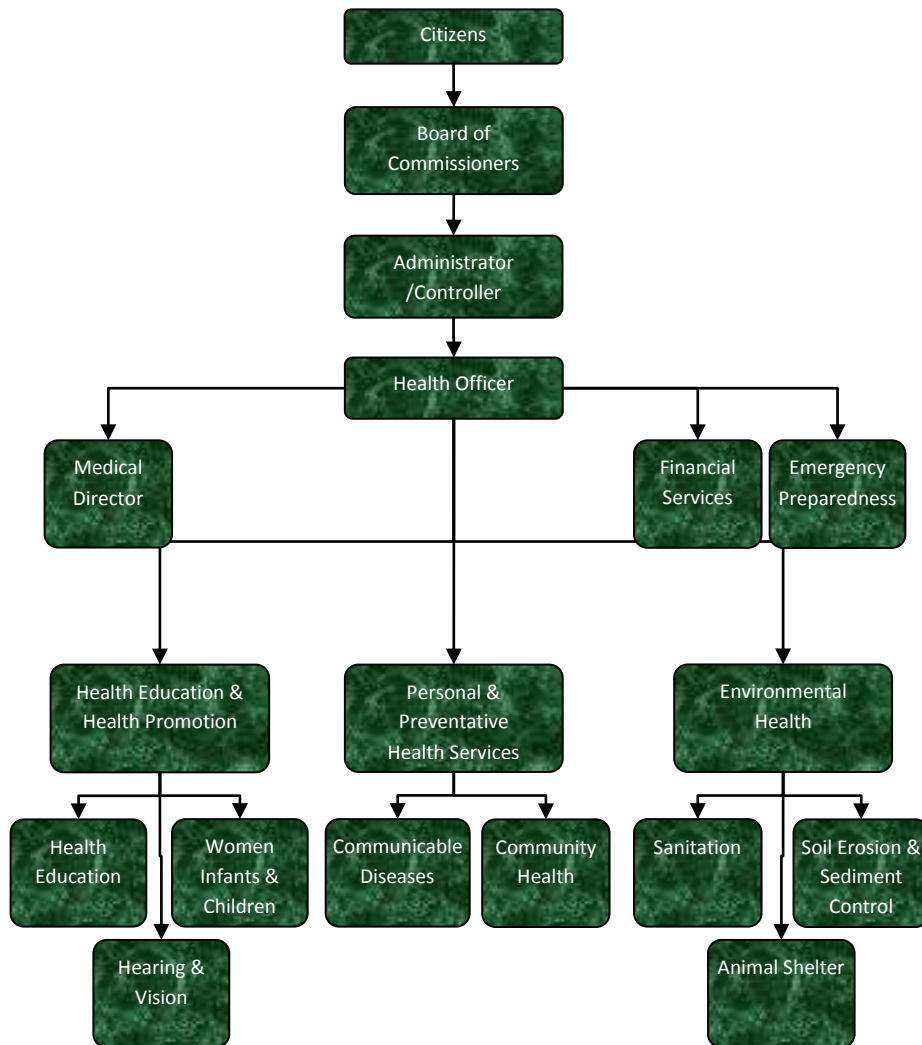 Citizens
Board of
Commissioners
Administrator
/Controller
Health Officer
Medical
Director
Financial
Services
Emergency
Preparedness
Health Education &
Health Promotion
Personal &
Preventative
Health Services
Environmental
Health
Health
Education
Women
Infants &
Children
Communicable
Diseases
Community
Health
Sanitation
Soil Erosion &
Sediment
Control
Hearing &
Vision
Animal Shelter